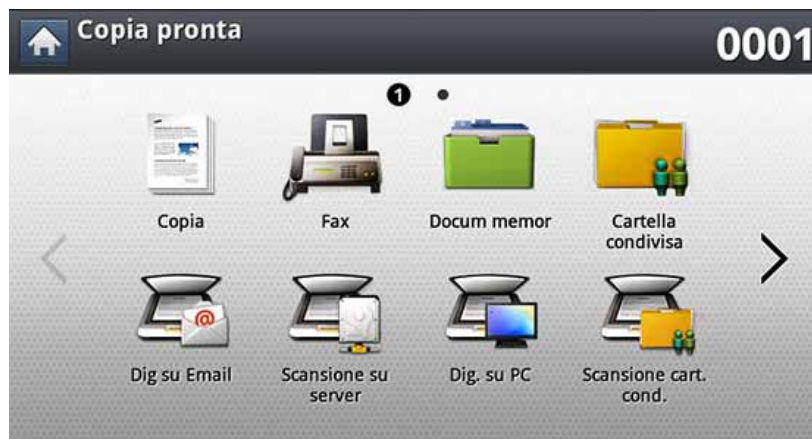 Copia pronta
0001
1
Copia
Fax
Docum memor
Cartella
condivisa
@
Dig su Email
Scansione su
server
Dig. su PC
Scansione cart.
cond.